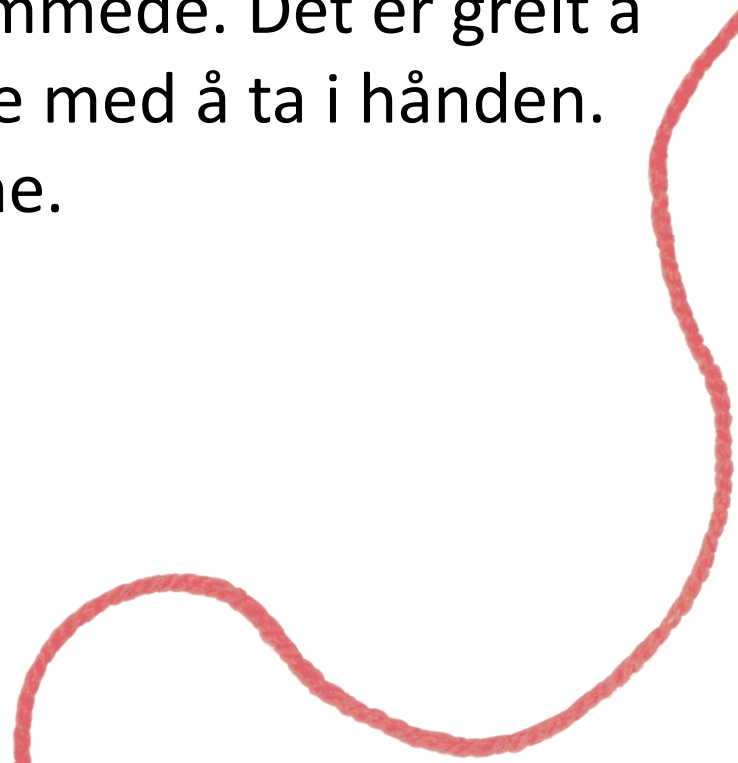 mmede. Det er greit å
e med å ta i hånden.
ne.